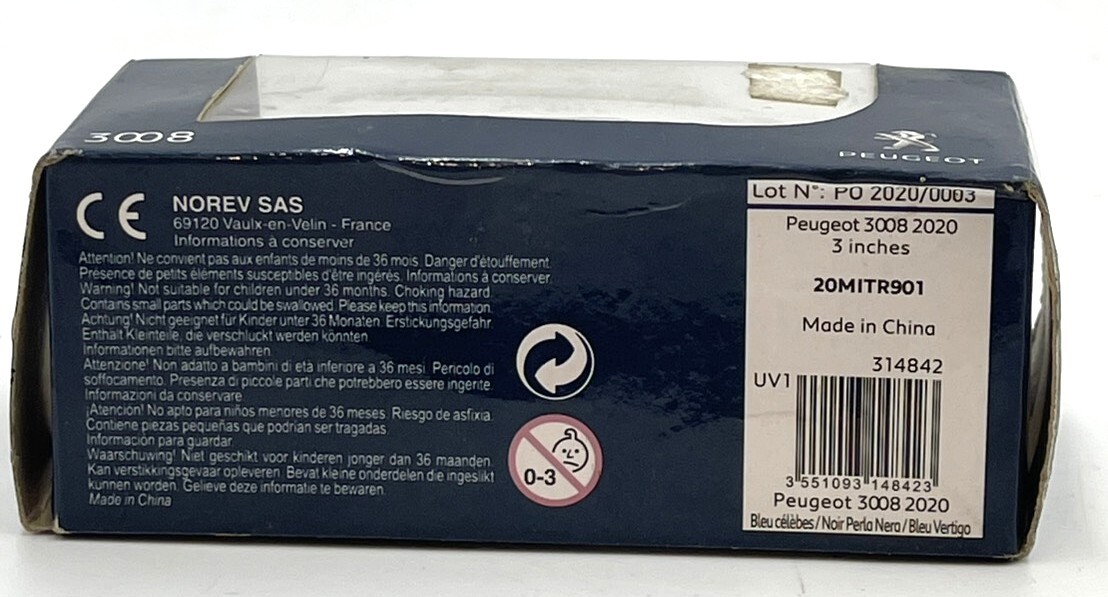 3008
PEUGEOT
CE
NOREV SAS
69120 Vaulx-en-Velin - France
Informations à conserver
Attention! Ne convient pas aux enfants de moins de 36 mois. Danger d'étouffement.
Présence de petits éléments susceptibles d'être ingérés. Informations à conserver.
Warning! Not suitable for children under 36 months. Choking hazard.
Contains small parts which could be swallowed. Please keep this information.
Achtung! Nicht geeignet für Kinder unter 36 Monaten. Erstickungsgefahr.
Enthält Kleinteile, die verschluckt werden könnten.
Informationen bitte aufbewahren.
Attenzione! Non adatto a bambini di età inferiore a 36 mesi. Pericolo di
soffocamento. Presenza di piccole parti che potrebbero essere ingerite.
Informazioni da conservare
¡Atención! No apto para niños menores de 36 meses. Riesgo de asfixia.
Contiene piezas pequeñas que podrían ser tragadas.
Información para guardar.
Waarschuwing! Niet geschikt voor kinderen jonger dan 36 maanden.
Kan verstikkingsgevaar opleveren. Bevat kleine onderdelen die ingeslikt
kunnen worden. Gelieve deze informatie te bewaren.
Made in China
0-3
Lot N°: PO 2020/0003
Peugeot 3008 2020
3 inches
20MITR901
Made in China
314842
UV1
3 551093 148423
Peugeot 3008 2020
Bleu célèbes / Noir Perla Nera / Bleu Vertigo